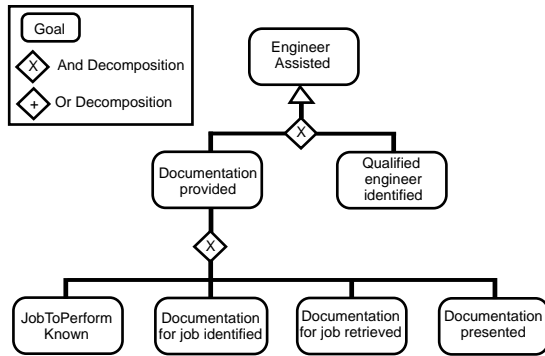 Goal
X
And Decomposition
+
Or Decomposition
Engineer
Assisted
X
Documentation
provided
Qualified
engineer
identified
X
JobToPerform
Known
Documentation
for job identified
Documentation
for job retrieved
Documentation
presented